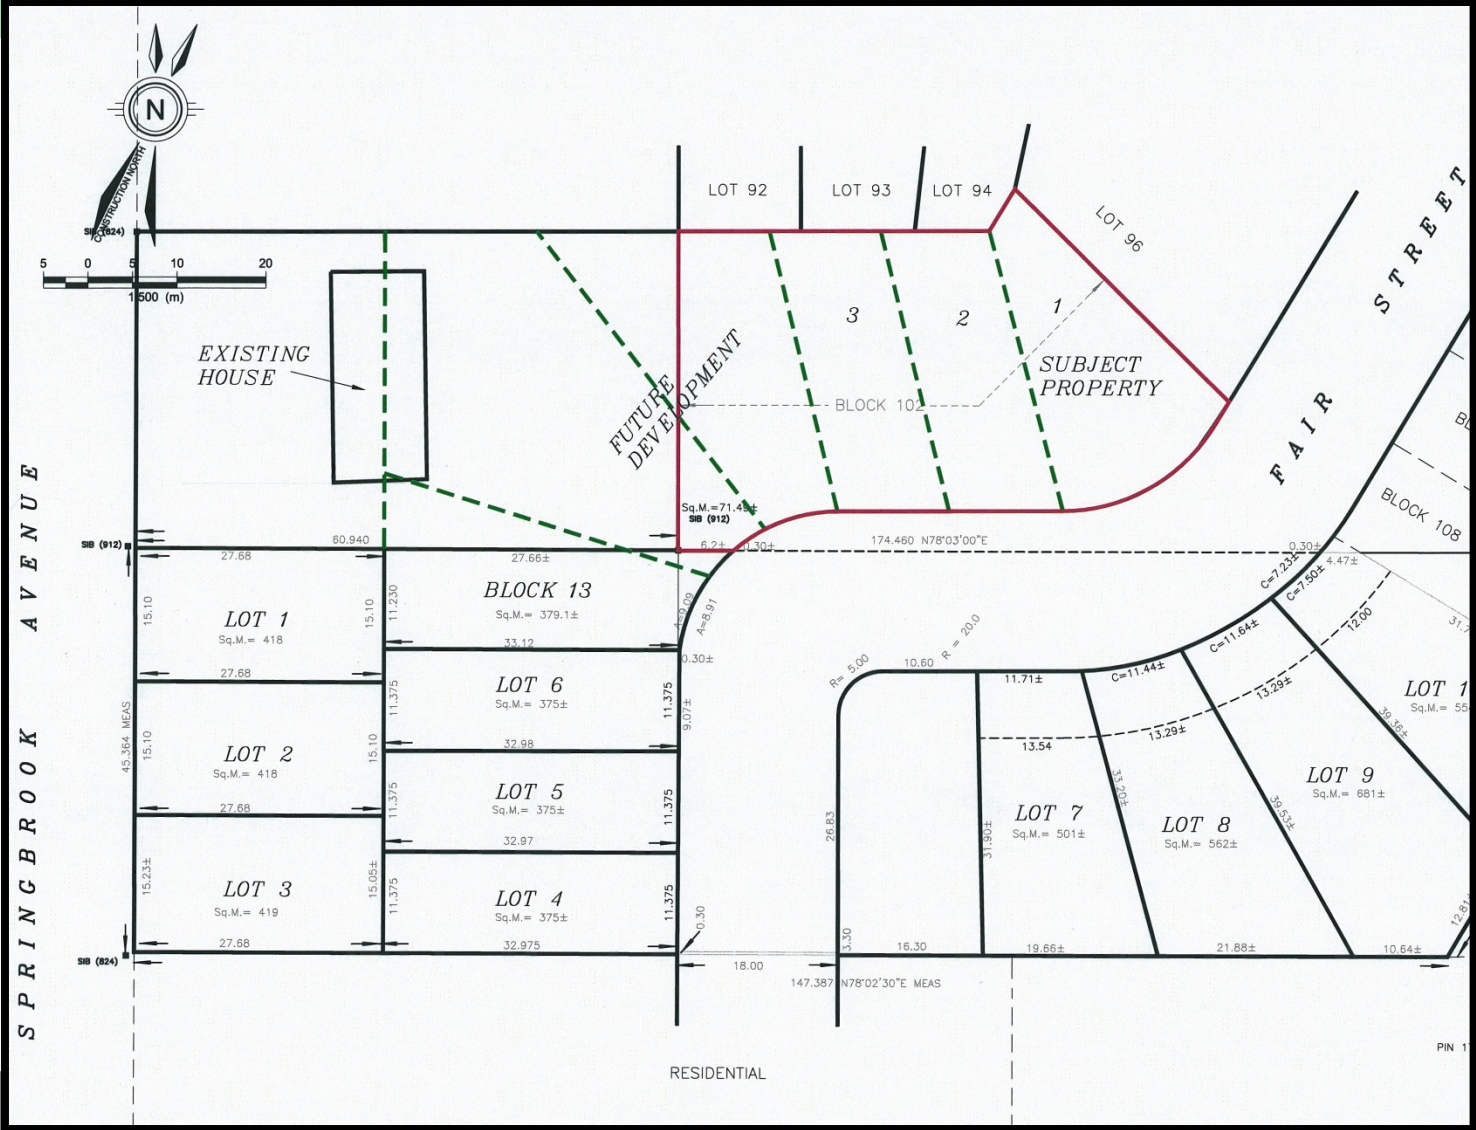 N
CONSTRUCTION NORTH
SIB (824)
5 0 5 10 20
1:500 (m)
LOT 92
LOT 93
LOT 94
LOT 96
EXISTING
HOUSE
FUTURE
DEVELOPMENT
3
2
1
SUBJECT
PROPERTY
BLOCK 102
FAIR STREET
SPRINGBROOK AVENUE
Sq.M.=71.49±
SIB (912)
SIB (912)
60.940
6.2±
0.30±
174.460 N78°03'00"E
0.30±
4.47±
BLOCK 108
27.68
27.66±
15.10
LOT 1
Sq.M.= 418
15.10
27.68
11.230
BLOCK 13
Sq.M.= 379.1±
33.12
A=8.91
0.30±
R= 5.00
10.60
R = 20.0
C=7.23±
C=7.50±
C=11.64±
C=11.44±
11.71±
12.00
13.29±
13.29±
13.54
45.364 MEAS
15.10
LOT 2
Sq.M.= 418
15.10
27.68
11.375
LOT 6
Sq.M.= 375±
11.375
9.07±
32.98
11.375
LOT 5
Sq.M.= 375±
11.375
32.97
15.23±
LOT 3
Sq.M.= 419
15.05±
27.68
11.375
LOT 4
Sq.M.= 375±
11.375
32.975
0.30
26.83
3.30
16.30
31.90±
LOT 7
Sq.M.= 501±
19.66±
33.20±
LOT 8
Sq.M.= 562±
21.88±
39.53±
LOT 9
Sq.M.= 681±
10.64±
39.36±
SIB (824)
18.00
147.387 N78°02'30"E MEAS
RESIDENTIAL
PIN